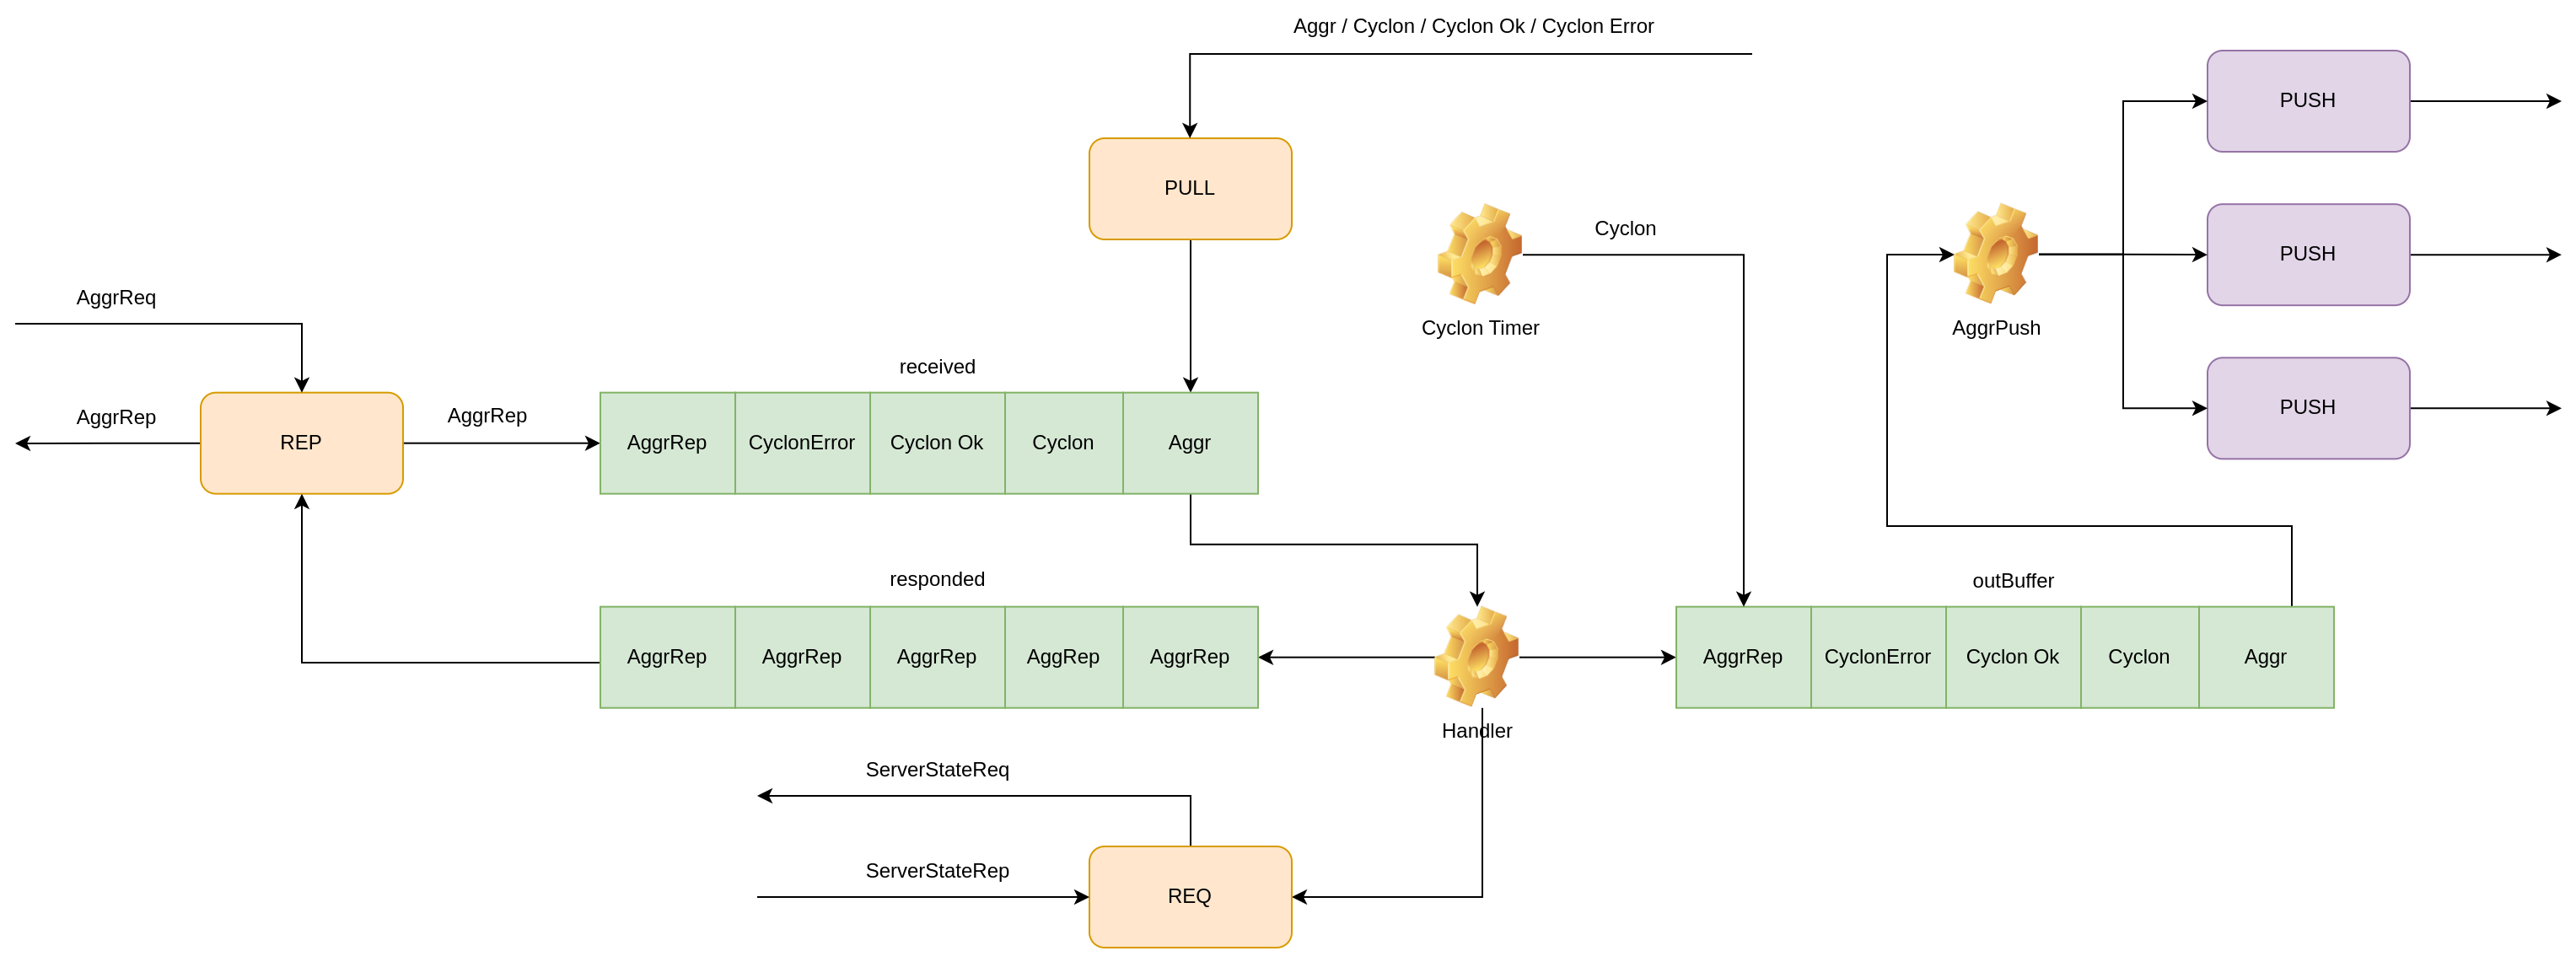 Aggr / Cyclon / Cyclon Ok / Cyclon Error
PUSH
PULL
Cyclon
PUSH
AggrReq
Cyclon Timer
AggrPush
received
AggrRep
AggrRep
PUSH
REP
AggrRep
CyclonError
Cyclon Ok
Cyclon
Aggr
responded
outBuffer
AggrRep
AggrRep
AggrRep
AggRep
AggrRep
AggrRep
CyclonError
Cyclon Ok
Cyclon
Aggr
Handler
ServerStateReq
ServerStateRep
REQ